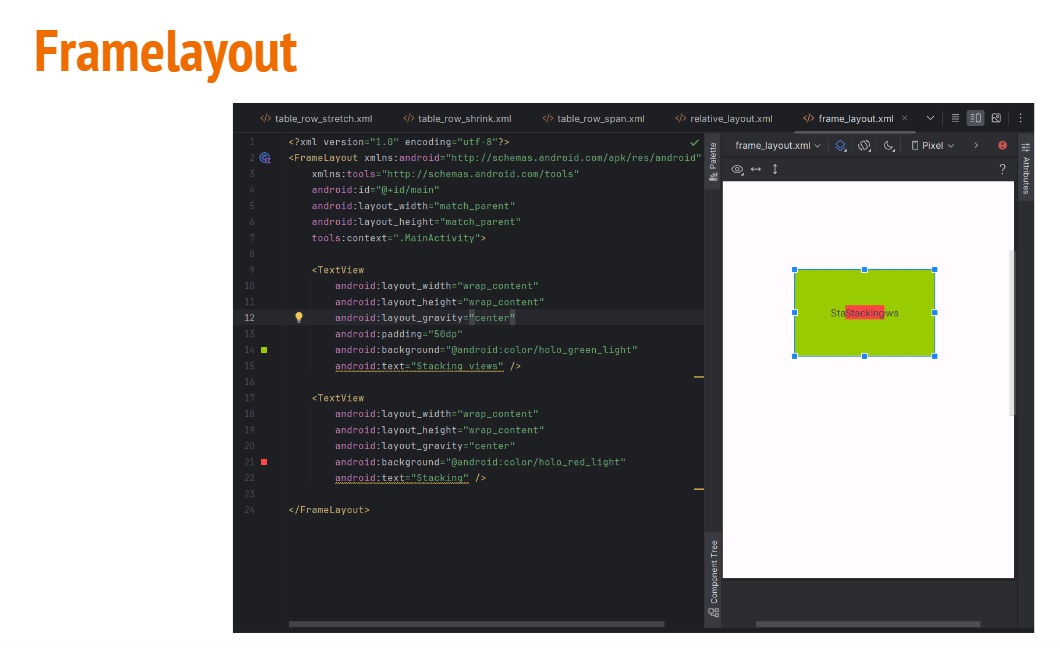 Framelayout
table_row_stretch.xml table_row_shrink.xml table_row_span.xml relative_layout.xml frame_layout.xml
1 <?xml version="1.0" encoding="utf-8"?>
2 <FrameLayout xmlns:android="http://schemas.android.com/apk/res/android"
3 xmlns:tools="http://schemas.android.com/tools"
4 android:id="@+id/main"
5 android:layout_width="match_parent"
6 android:layout_height="match_parent"
7 tools:context=".MainActivity">
8
9 <TextView
10 android:layout_width="wrap_content"
11 android:layout_height="wrap_content"
12 android:layout_gravity="center"
13 android:padding="50dp"
14 android:background="@android:color/holo_green_light"
15 android:text="Stacking views" />
16
17 <TextView
18 android:layout_width="wrap_content"
19 android:layout_height="wrap_content"
20 android:layout_gravity="center"
21 android:background="@android:color/holo_red_light"
22 android:text="Stacking" />
23
24 </FrameLayout>
Palette
Component Tree
frame_layout.xml Pixel
?
StaStackingws
Attributes